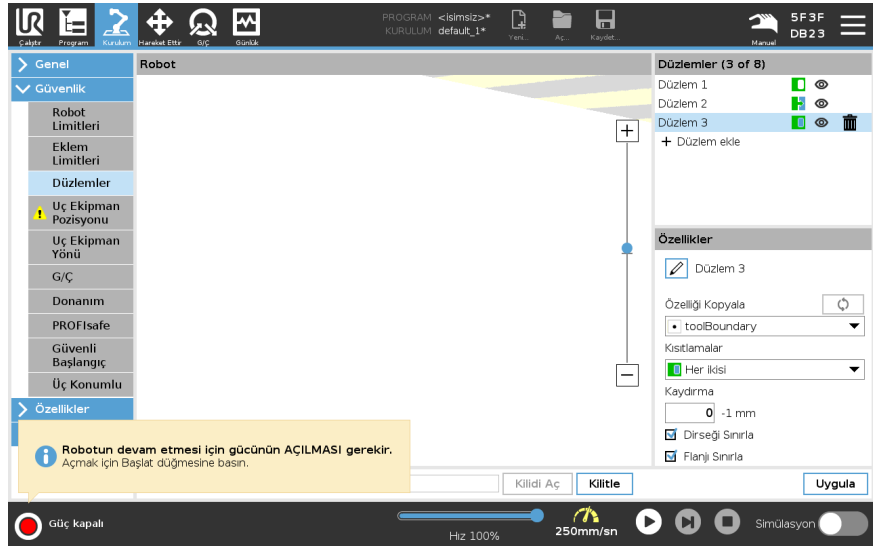 PROGRAM <isimsiz>*
KURULUM default_1*
5F3F
DB23
Çalıştır Program Kurulum Hareket Ettir G/Ç Günlük Yeni... Aç... Kaydet... Manuel
Genel
Güvenlik
Robot
Limitleri
Eklem
Limitleri
Düzlemler
Uç Ekipman
Pozisyonu
Uç Ekipman
Yönü
G/Ç
Donanım
PROFIsafe
Güvenli
Başlangıç
Üç Konumlu
Özellikler
Robot
Düzlemler (3 of 8)
Düzlem 1
Düzlem 2
Düzlem 3
+ Düzlem ekle
Özellikler
Düzlem 3
Özelliği Kopyala
toolBoundary
Kısıtlamalar
Her ikisi
Kaydırma
0 -1 mm
Dirseği Sınırla
Flanjı Sınırla
Robotun devam etmesi için gücünün AÇILMASI gerekir.
Açmak için Başlat düğmesine basın.
Kilidi Aç Kilitle Uygula
Güç kapalı
Hız 100%
250mm/sn
Simülasyon